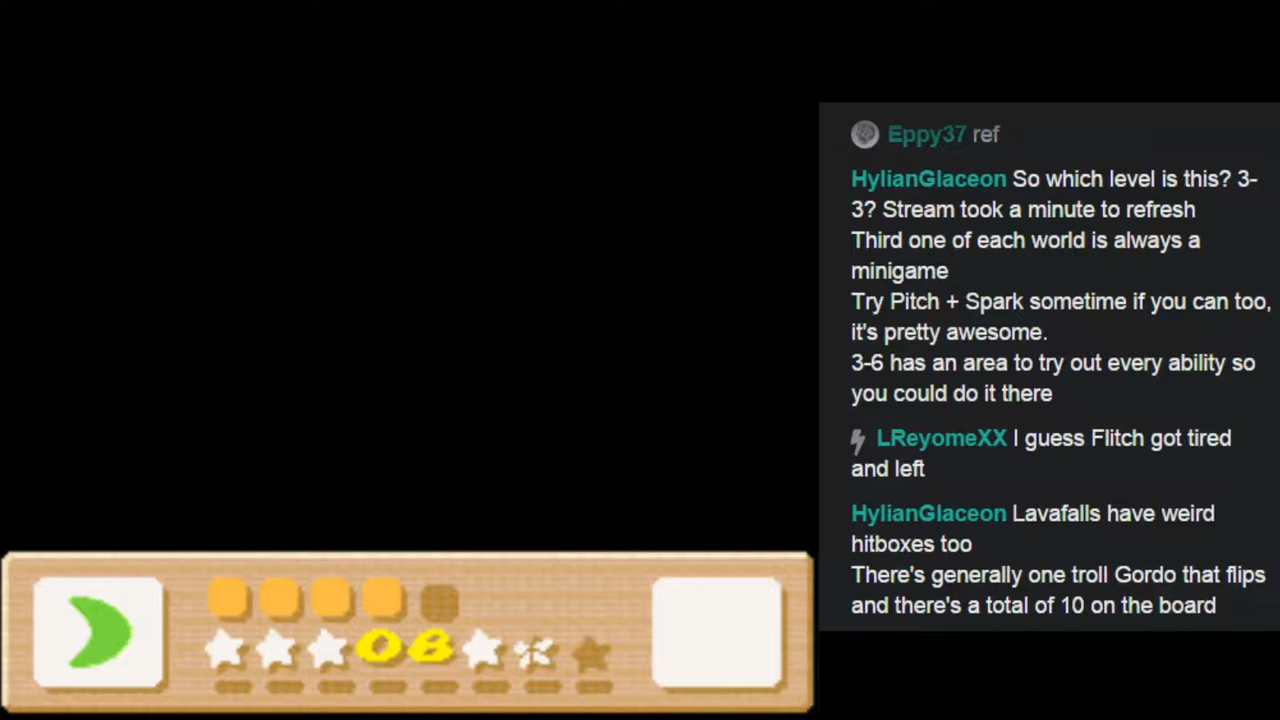 Eppy37 ref
HylianGlaceon So which level is this? 3-
3? Stream took a minute to refresh
Third one of each world is always a
minigame
Try Pitch + Spark sometime if you can too,
it's pretty awesome.
3-6 has an area to try out every ability so
you could do it there
LReyomeXX I guess Flitch got tired
and left
HylianGlaceon Lavafalls have weird
hitboxes too
There's generally one troll Gordo that flips
and there's a total of 10 on the board
08